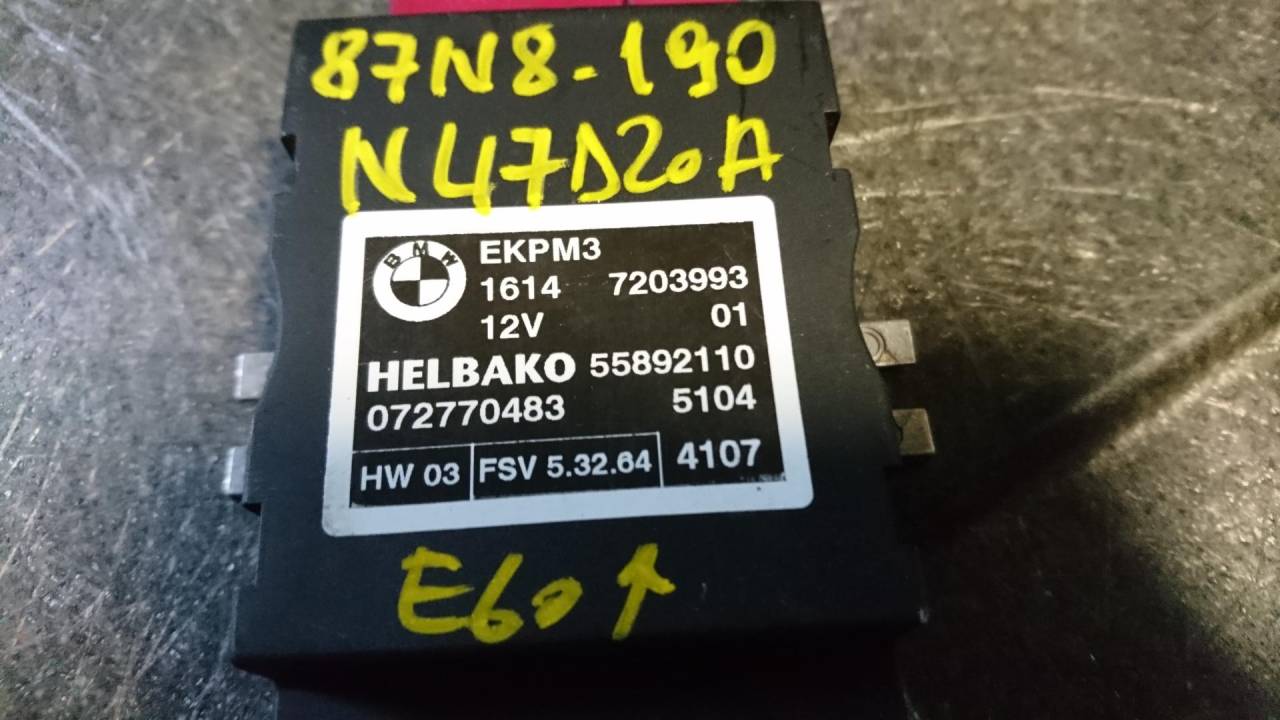 87N8-190
N47D20A
BMW
EKPM3
1614 7203993
12V 01
HELBAKO 55892110
072770483 5104
HW 03 FSV 5.32.64 4107
E60↑